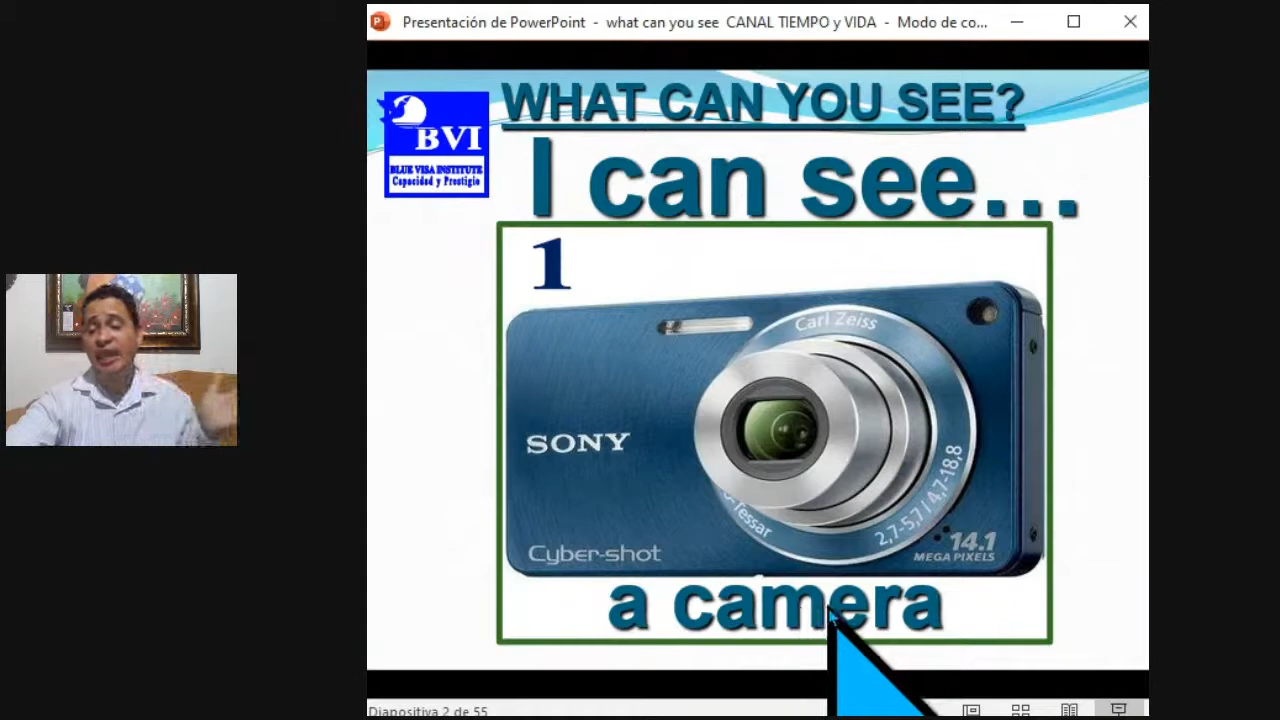 Presentación de PowerPoint - what can you see CANAL TIEMPO y VIDA - Modo de co...
WHAT CAN YOU SEE?
BVI
BLUE VISA INSTITUTE
Capacidad y Prestigio
I can see...
1
Carl Zeiss
SONY
2,7-5,7 / 4,7-18,8
Tessar
14.1
MEGA PIXELS
Cyber-shot
a camera
Diapositiva 2 de 55